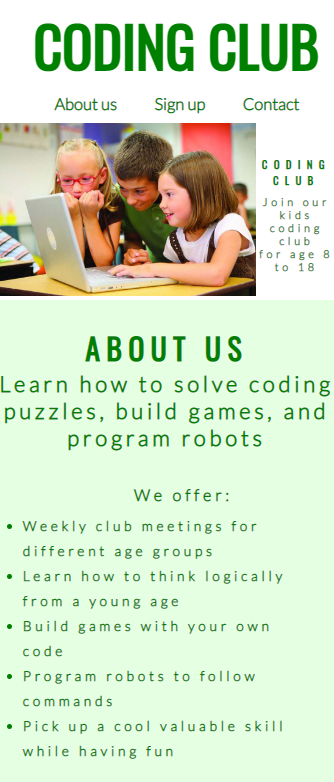 CODING CLUB
About us Sign up Contact
CODING
CLUB
Join our
kids
coding
club
for age 8
to 18
ABOUT US
Learn how to solve coding
puzzles, build games, and
program robots
We offer:
• Weekly club meetings for
different age groups
• Learn how to think logically
from a young age
• Build games with your own
code
• Program robots to follow
commands
• Pick up a cool valuable skill
while having fun